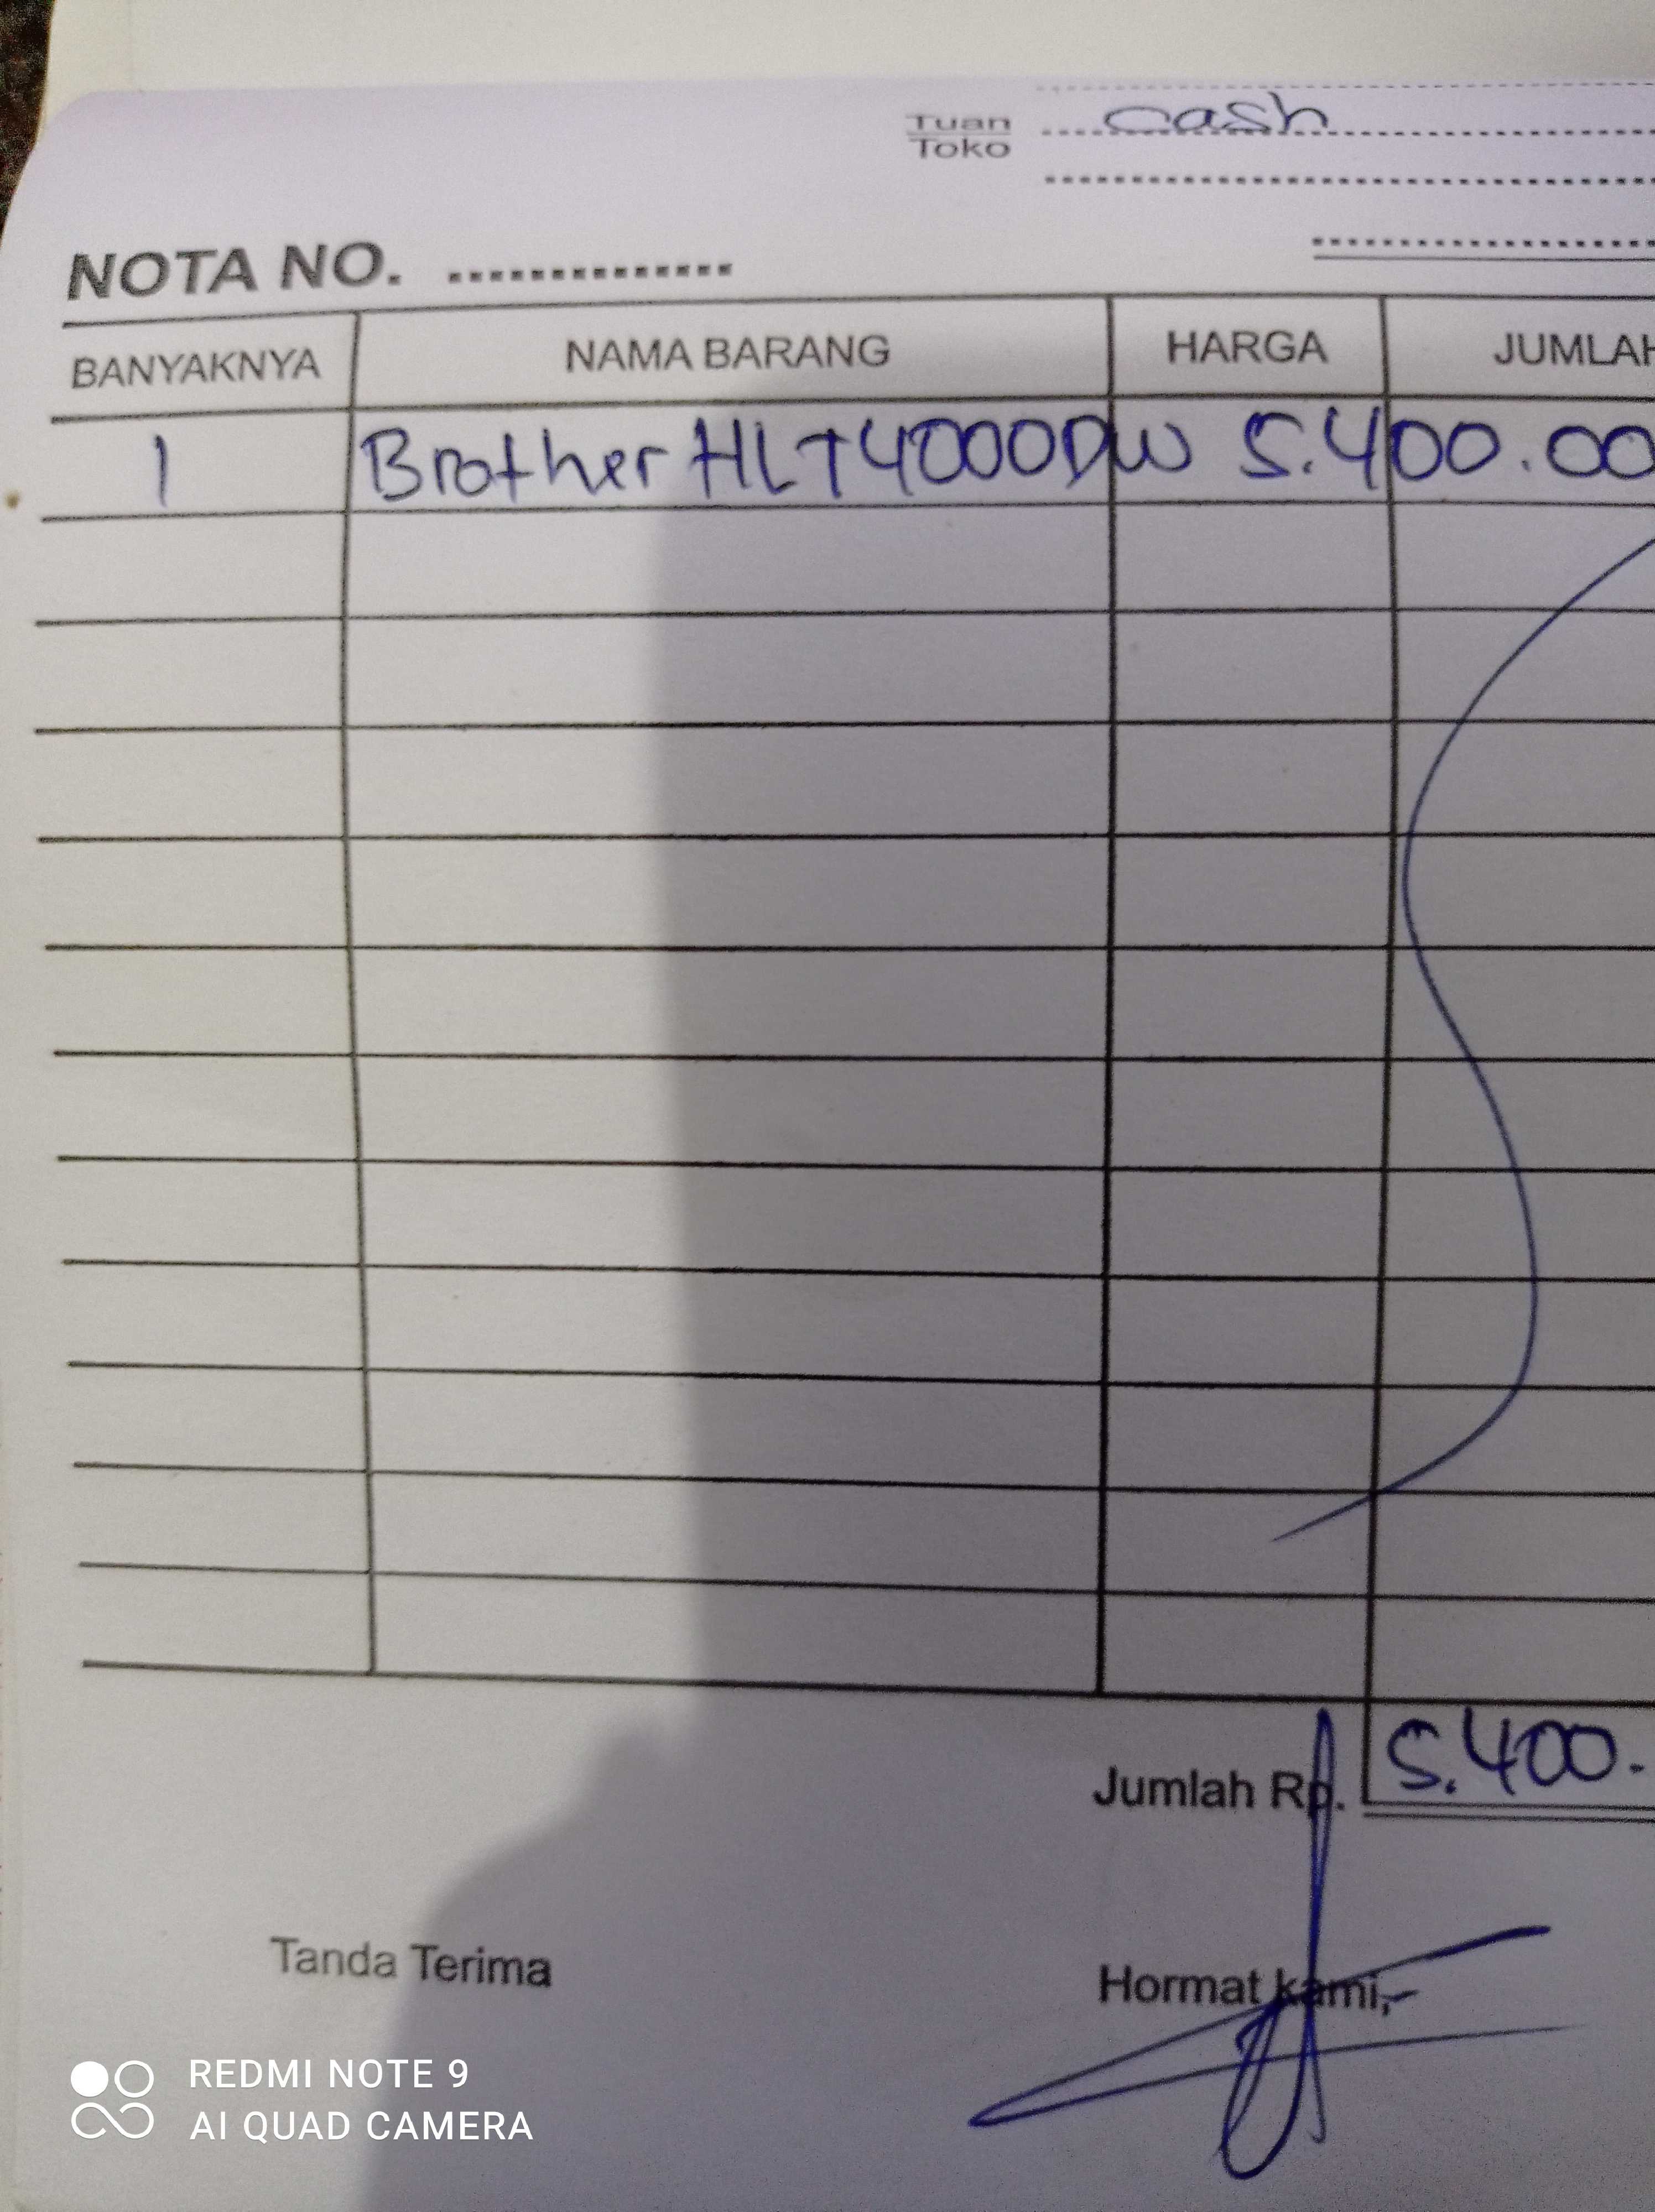 Tuan
Toko
cash
NOTA NO. ..............
BANYAKNYA NAMA BARANG HARGA JUMLAH
1 Brother HLT4000DW 5.400.00
Jumlah Rp. 5.400.
Tanda Terima Hormat kami,-
REDMI NOTE 9
AI QUAD CAMERA